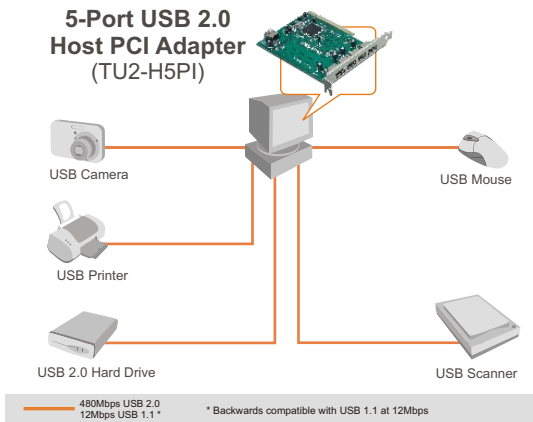 5-Port USB 2.0
Host PCI Adapter
(TU2-H5PI)
USB Camera
USB Mouse
USB Printer
USB 2.0 Hard Drive
USB Scanner
480Mbps USB 2.0
12Mbps USB 1.1 *
* Backwards compatible with USB 1.1 at 12Mbps